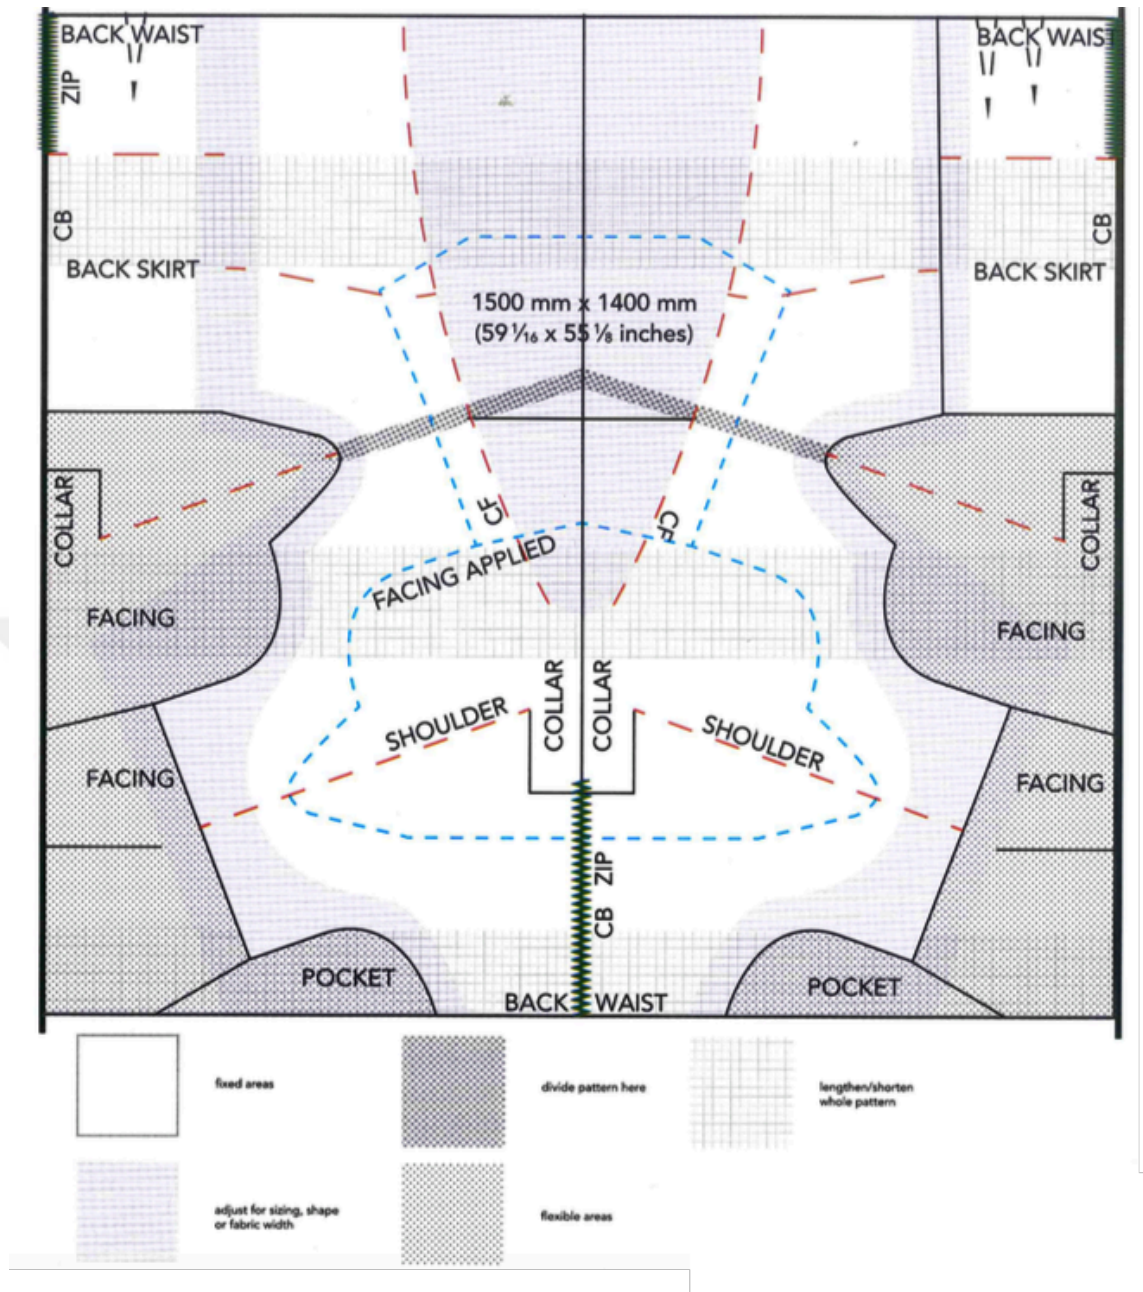 BACK WAIST
BACK WAIST
ZIP
CB
CB
BACK SKIRT
BACK SKIRT
1500 mm x 1400 mm
(59 1/16 x 55 1/8 inches)
COLLAR
COLLAR
CF
CF
FACING APPLIED
FACING
FACING
COLLAR
COLLAR
SHOULDER
SHOULDER
FACING
FACING
ZIP
CB
POCKET
POCKET
BACK WAIST
fixed areas
divide pattern here
lengthen/shorten
whole pattern
adjust for sizing, shape
or fabric width
flexible areas